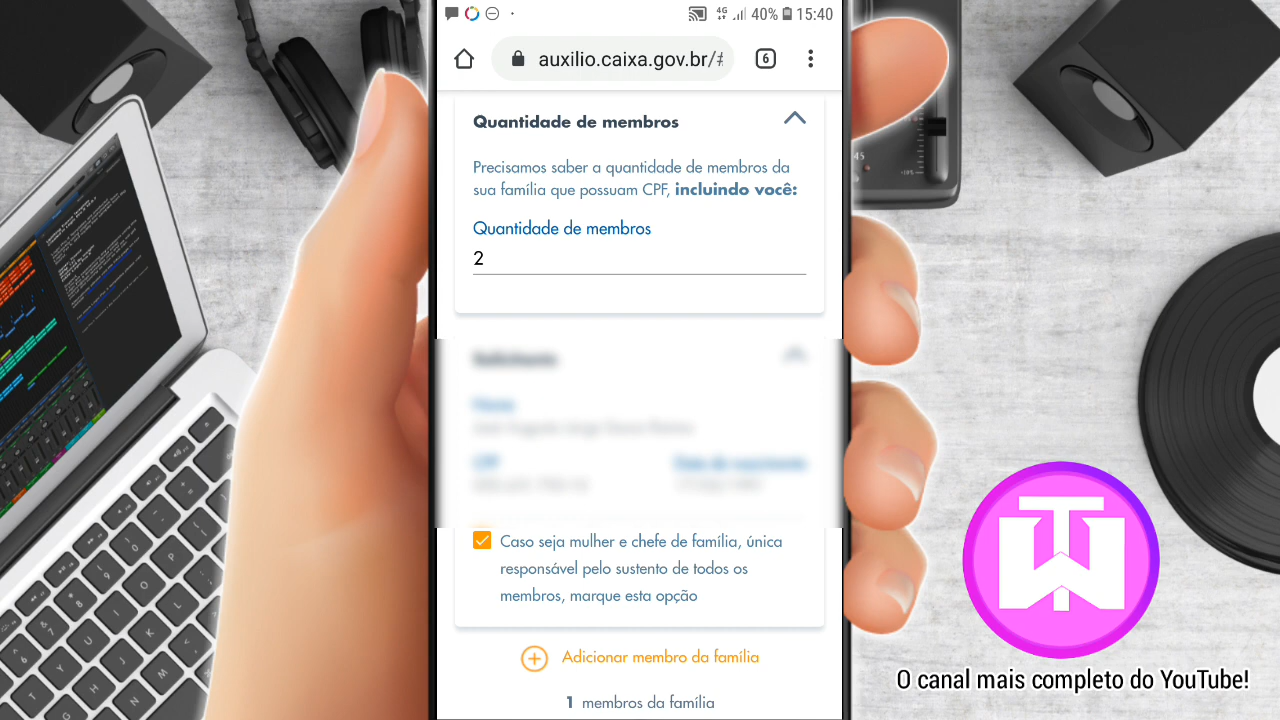 4G 40% 15:40
auxilio.caixa.gov.br/#
6
Quantidade de membros
Precisamos saber a quantidade de membros da
sua família que possuam CPF, incluindo você:
Quantidade de membros
2
Caso seja mulher e chefe de família, única
responsável pelo sustento de todos os
membros, marque esta opção
Adicionar membro da família
1 membros da família
TW
O canal mais completo do YouTube!